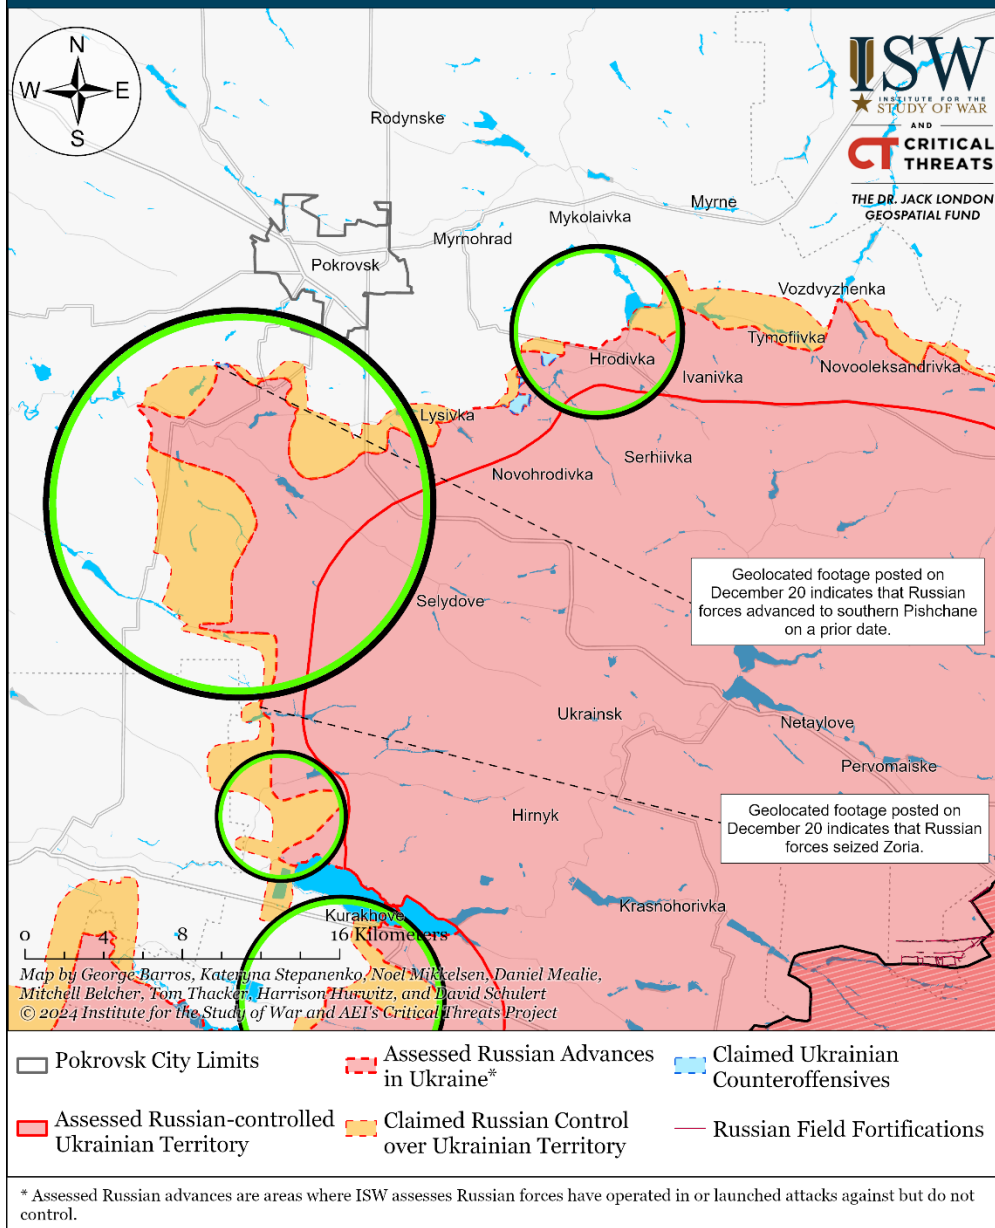 N
W E
S
ISW
INSTITUTE FOR THE
STUDY OF WAR
AND
CT CRITICAL
THREATS
THE DR. JACK LONDON
GEOSPATIAL FUND
Rodynske
Myrne
Mykolaivka
Myrnohrad
Pokrovsk
Vozdvyzhenka
Tymofiivka
Hrodivka
Novooleksandrivka
Ivanivka
Lysivka
Serhiivka
Novohrodivka
Geolocated footage posted on
December 20 indicates that Russian
forces advanced to southern Pishchane
on a prior date.
Selydove
Ukrainsk
Netaylove
Pervomaiske
Hirnyk
Geolocated footage posted on
December 20 indicates that Russian
forces seized Zoria.
Krasnohorivka
Kurakhove
0 4 8 16 Kilometers
Map by George Barros, Kateryna Stepanenko, Noel Mikkelsen, Daniel Mealie,
Mitchell Belcher, Tom Thacker, Harrison Hurwitz, and David Schulert
© 2024 Institute for the Study of War and AEI's Critical Threats Project
Pokrovsk City Limits
Assessed Russian-controlled
Ukrainian Territory
Assessed Russian Advances
in Ukraine*
Claimed Russian Control
over Ukrainian Territory
Claimed Ukrainian
Counteroffensives
Russian Field Fortifications
* Assessed Russian advances are areas where ISW assesses Russian forces have operated in or launched attacks against but do not
control.